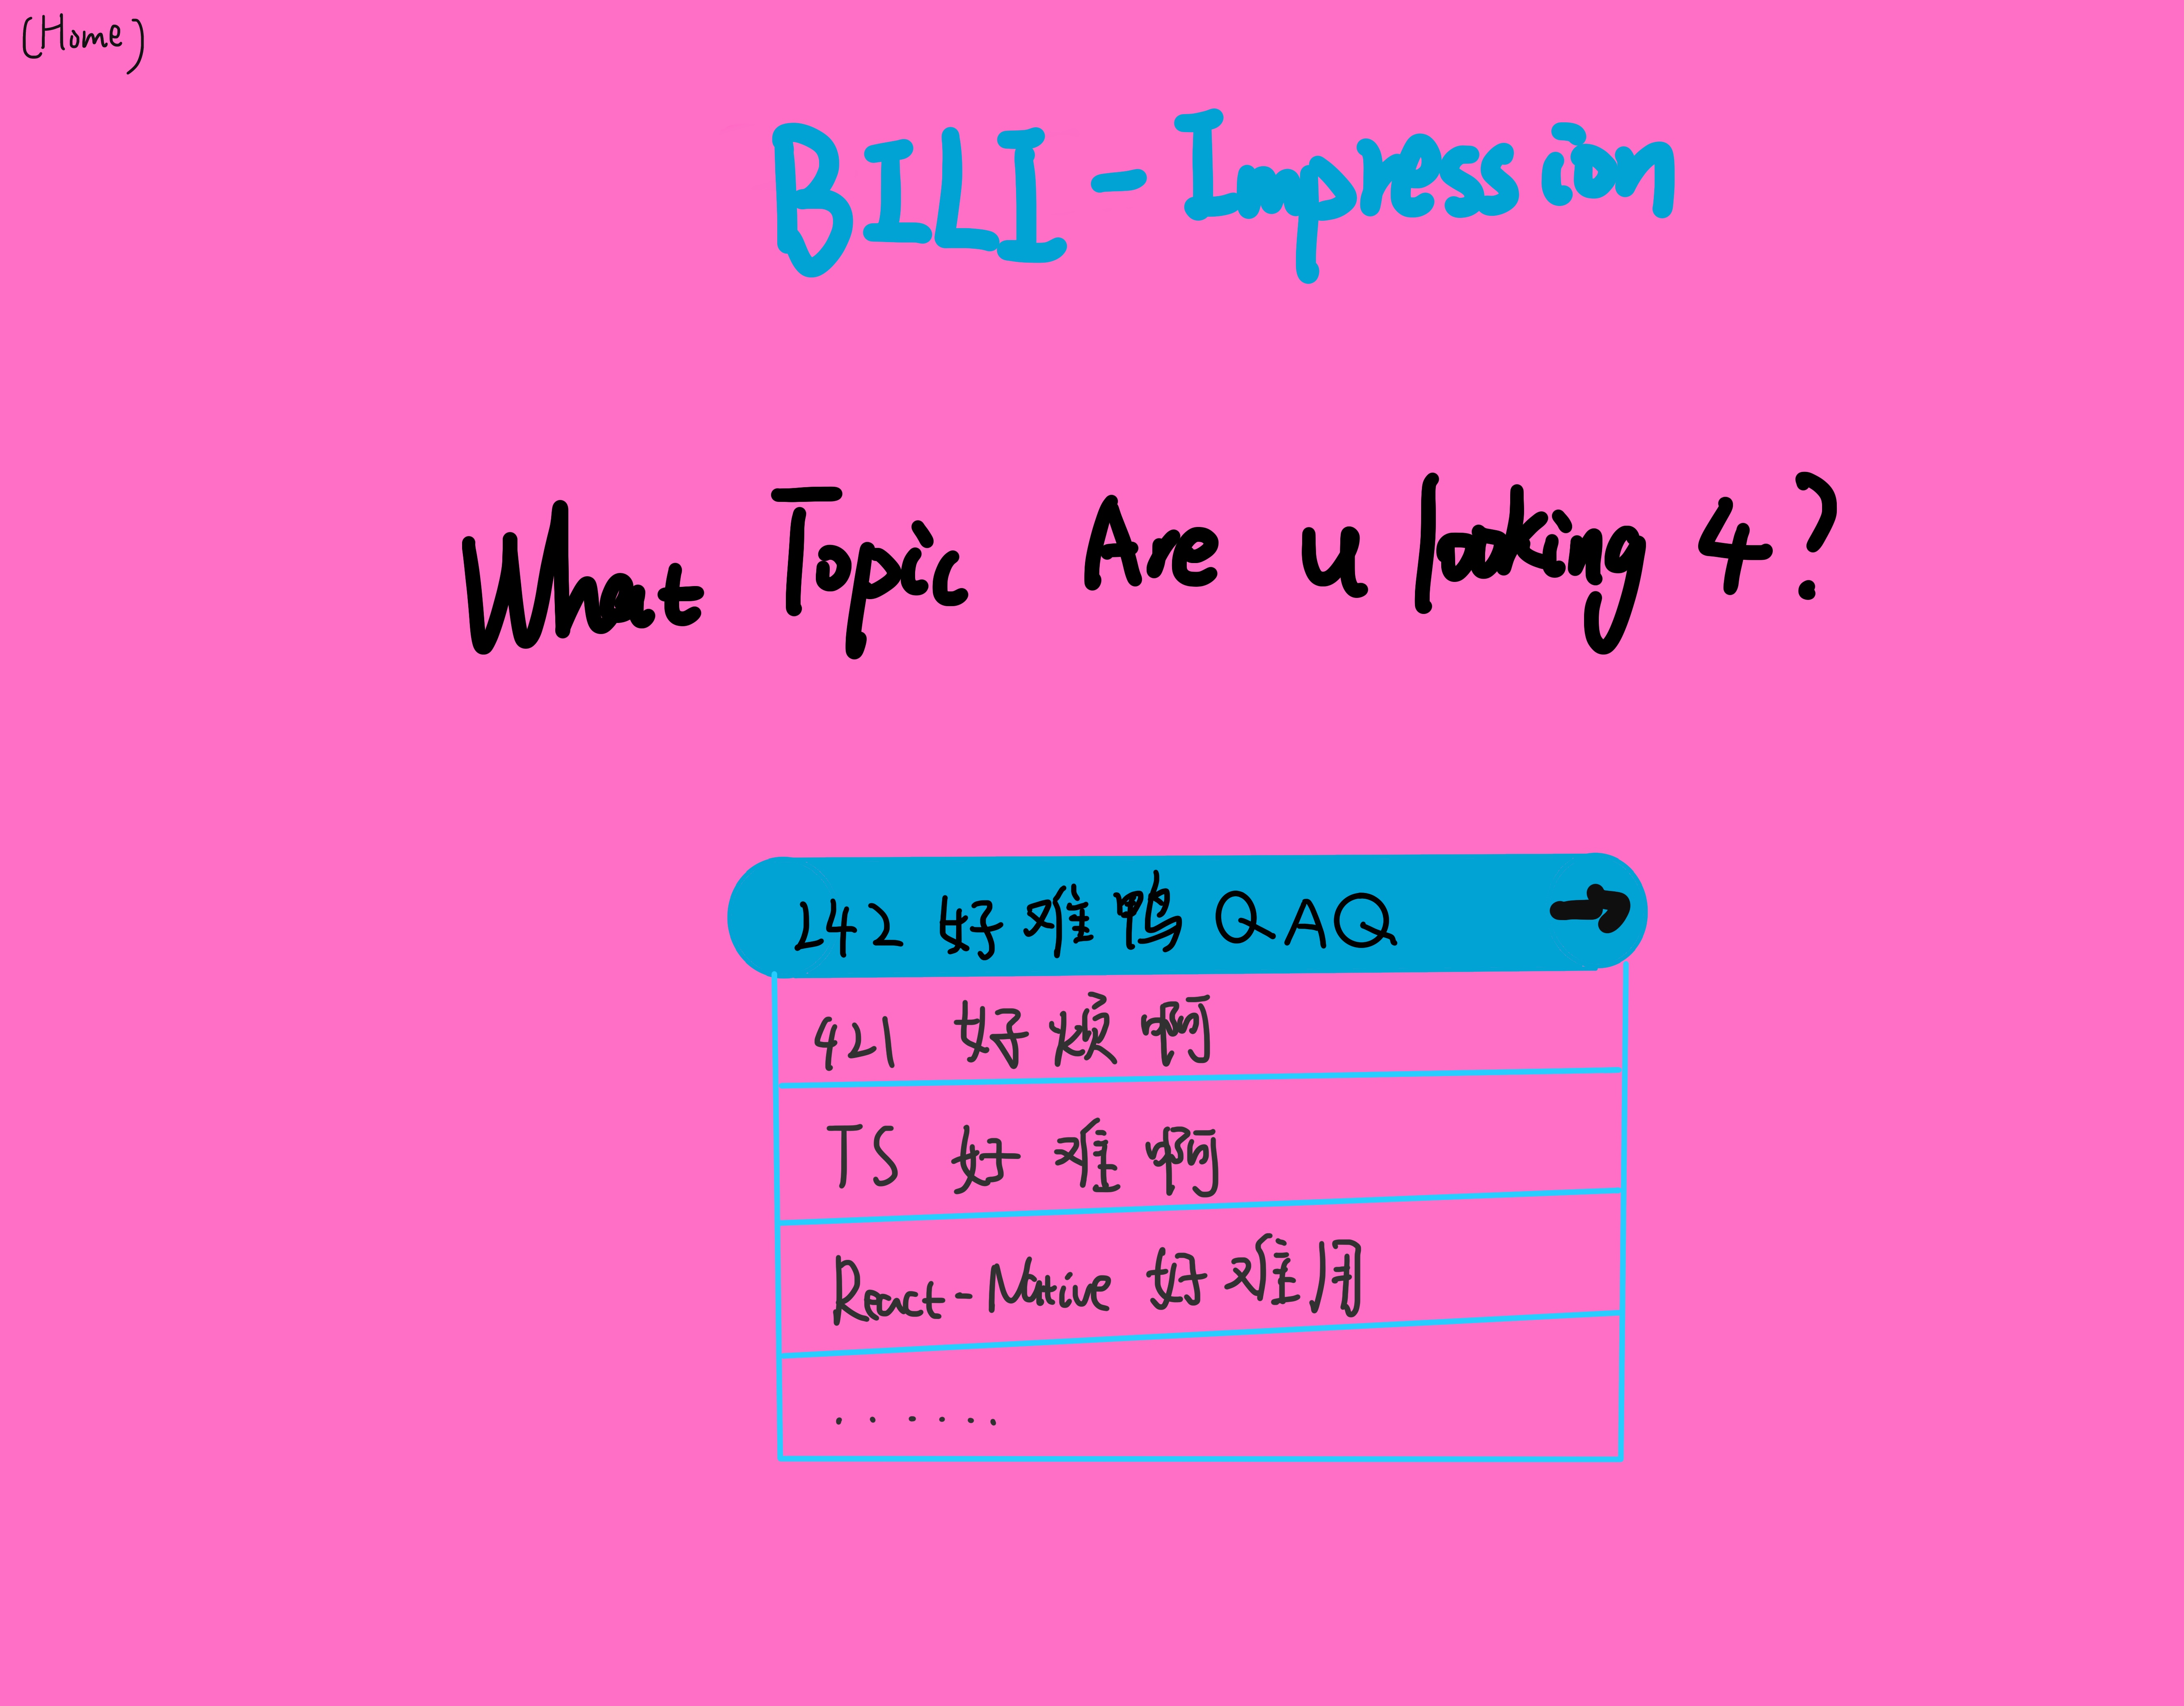 (Home)
BILI-Impression
What Topic Are u looking 4?
242 好难鸭 QAQ
421 好烦啊
TS 好难啊
React-Native 好难用
......